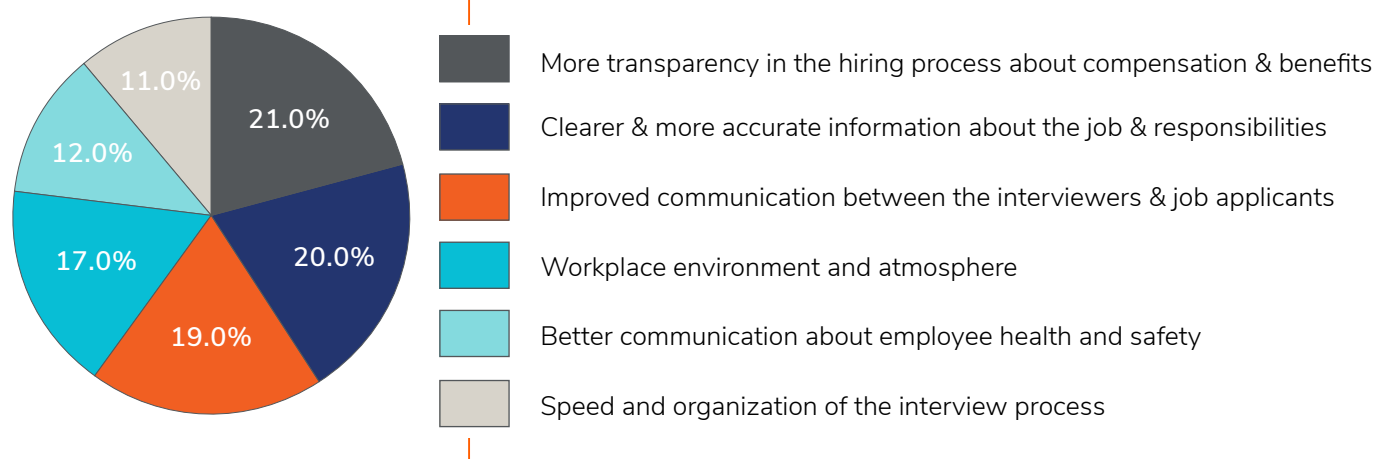 11.0%
21.0%
12.0%
17.0%
20.0%
19.0%
More transparency in the hiring process about compensation & benefits
Clearer & more accurate information about the job & responsibilities
Improved communication between the interviewers & job applicants
Workplace environment and atmosphere
Better communication about employee health and safety
Speed and organization of the interview process